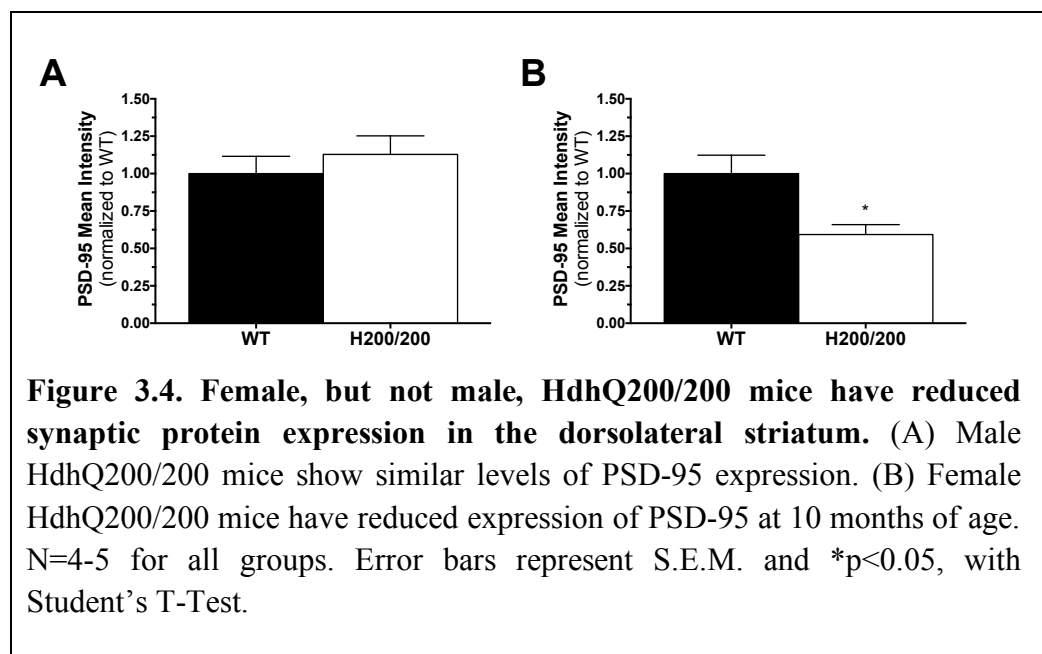 A
PSD-95 Mean Intensity
(normalized to WT)
1.50
1.25
1.00
0.75
0.50
0.25
0.00
WT H200/200
B
PSD-95 Mean Intensity
(normalized to WT)
1.50
1.25
1.00
0.75
0.50
0.25
0.00
*
WT H200/200
Figure 3.4. Female, but not male, HdhQ200/200 mice have reduced
synaptic protein expression in the dorsolateral striatum. (A) Male
HdhQ200/200 mice show similar levels of PSD-95 expression. (B) Female
HdhQ200/200 mice have reduced expression of PSD-95 at 10 months of age.
N=4-5 for all groups. Error bars represent S.E.M. and *p<0.05, with
Student’s T-Test.